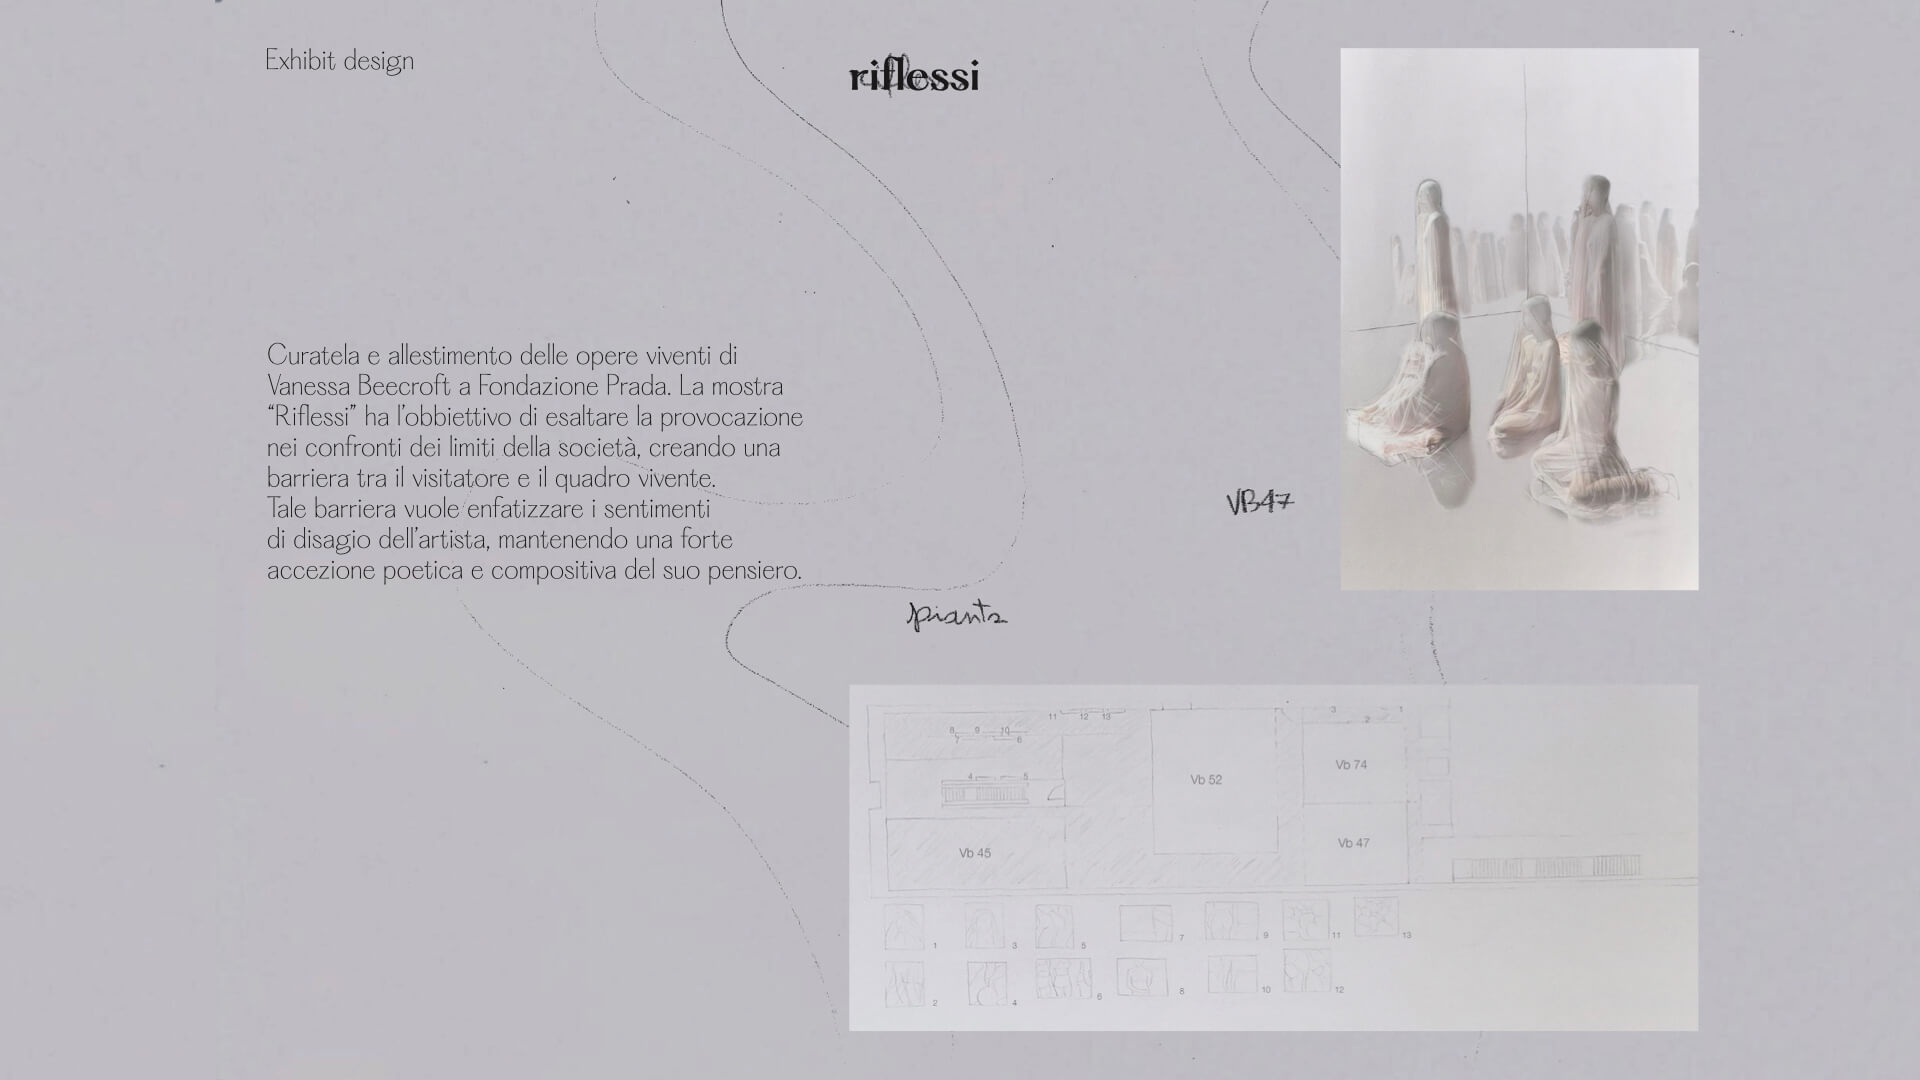 Exhibit design
riflessi
Curatela e allestimento delle opere viventi di
Vanessa Beecroft a Fondazione Prada. La mostra
“Riflessi” ha l’obbiettivo di esaltare la provocazione
nei confronti dei limiti della società, creando una
barriera tra il visitatore e il quadro vivente.
Tale barriera vuole enfatizzare i sentimenti
di disagio dell’artista, mantenendo una forte
accezione poetica e compositiva del suo pensiero.
VB47
pianta
11 12 13
3 1
2
8 9 10
7 6
4 5
Vb 52
Vb 74
Vb 45
Vb 47
1 3 5 7 9 11 13
2 4 6 8 10 12